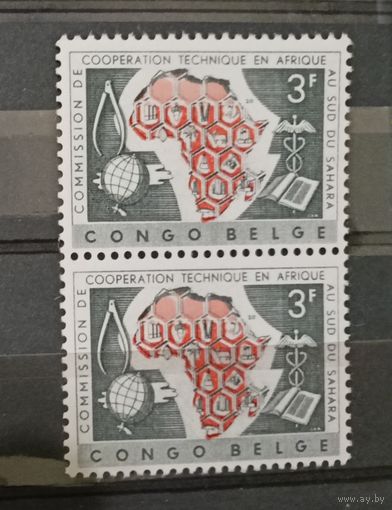 COMMISSION DE COOPERATION TECHNIQUE EN AFRIQUE AU SUD DU SAHARA
3F
CONGO BELGE
COMMISSION DE COOPERATION TECHNIQUE EN AFRIQUE AU SUD DU SAHARA
3F
CONGO BELGE
www.ay.by